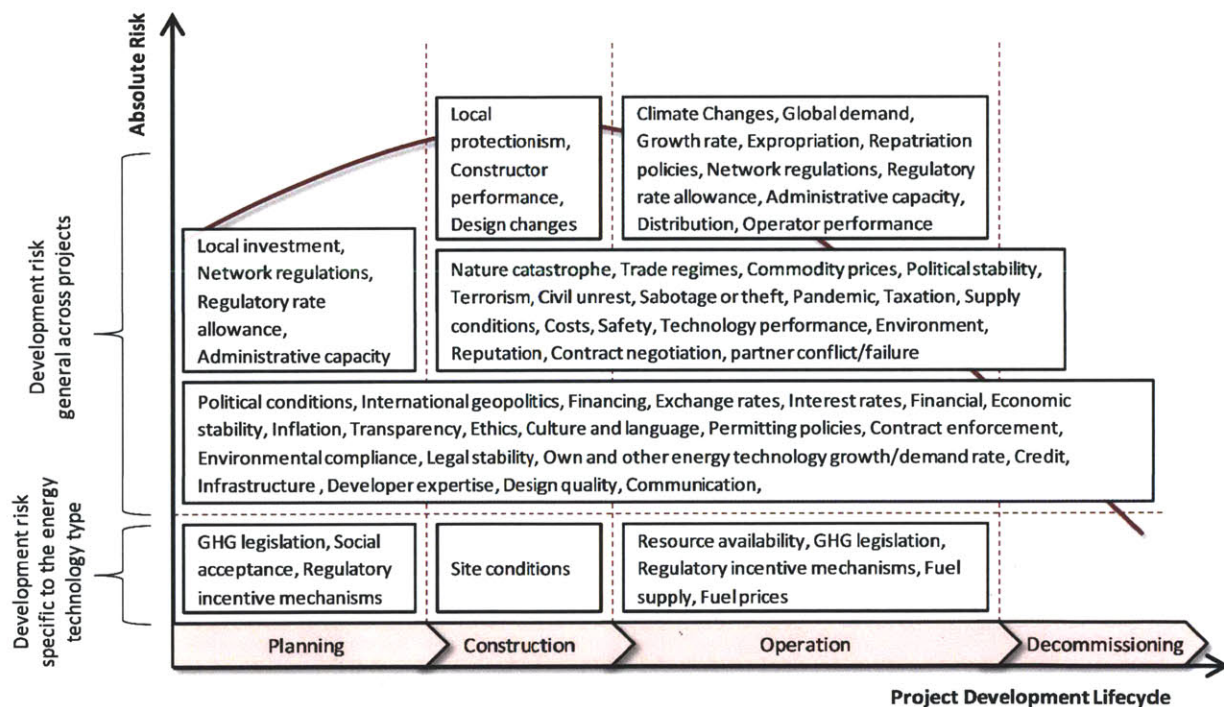 Absolute Risk
Local
protectionism,
Constructor
performance,
Design changes
Climate Changes, Global demand,
Growth rate, Expropriation, Repatriation
policies, Network regulations, Regulatory
rate allowance, Administrative capacity,
Distribution, Operator performance
Development risk
general across projects
Local investment,
Network regulations,
Regulatory rate
allowance,
Administrative capacity
Nature catastrophe, Trade regimes, Commodity prices, Political stability,
Terrorism, Civil unrest, Sabotage or theft, Pandemic, Taxation, Supply
conditions, Costs, Safety, Technology performance, Environment,
Reputation, Contract negotiation, partner conflict/failure
Political conditions, International geopolitics, Financing, Exchange rates, Interest rates, Financial, Economic
stability, Inflation, Transparency, Ethics, Culture and language, Permitting policies, Contract enforcement,
Environmental compliance, Legal stability, Own and other energy technology growth/demand rate, Credit,
Infrastructure , Developer expertise, Design quality, Communication,
Development risk
specific to the energy
technology type
GHG legislation, Social
acceptance, Regulatory
incentive mechanisms
Site conditions
Resource availability, GHG legislation,
Regulatory incentive mechanisms, Fuel
supply, Fuel prices
Planning
Construction
Operation
Decommissioning
Project Development Lifecycle